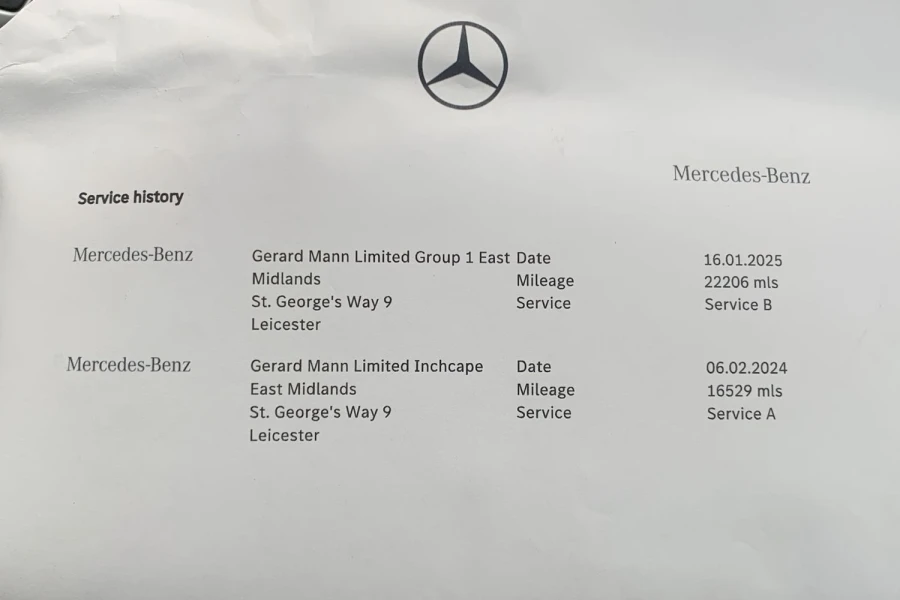 Mercedes-Benz
Service history
Mercedes-Benz Gerard Mann Limited Group 1 East Date 16.01.2025
Midlands Mileage 22206 mls
St. George's Way 9 Service Service B
Leicester
Mercedes-Benz Gerard Mann Limited Inchcape Date 06.02.2024
East Midlands Mileage 16529 mls
St. George's Way 9 Service Service A
Leicester